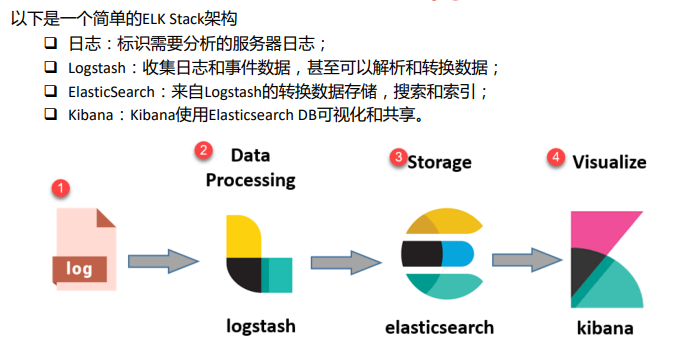 以下是一个简单的ELK Stack架构
❑ 日志：标识需要分析的服务器日志；
❑ Logstash：收集日志和事件数据，甚至可以解析和转换数据；
❑ ElasticSearch：来自Logstash的转换数据存储，搜索和索引；
❑ Kibana：Kibana使用Elasticsearch DB可视化和共享。
1
log
2 Data
Processing
logstash
3 Storage
elasticsearch
4 Visualize
kibana